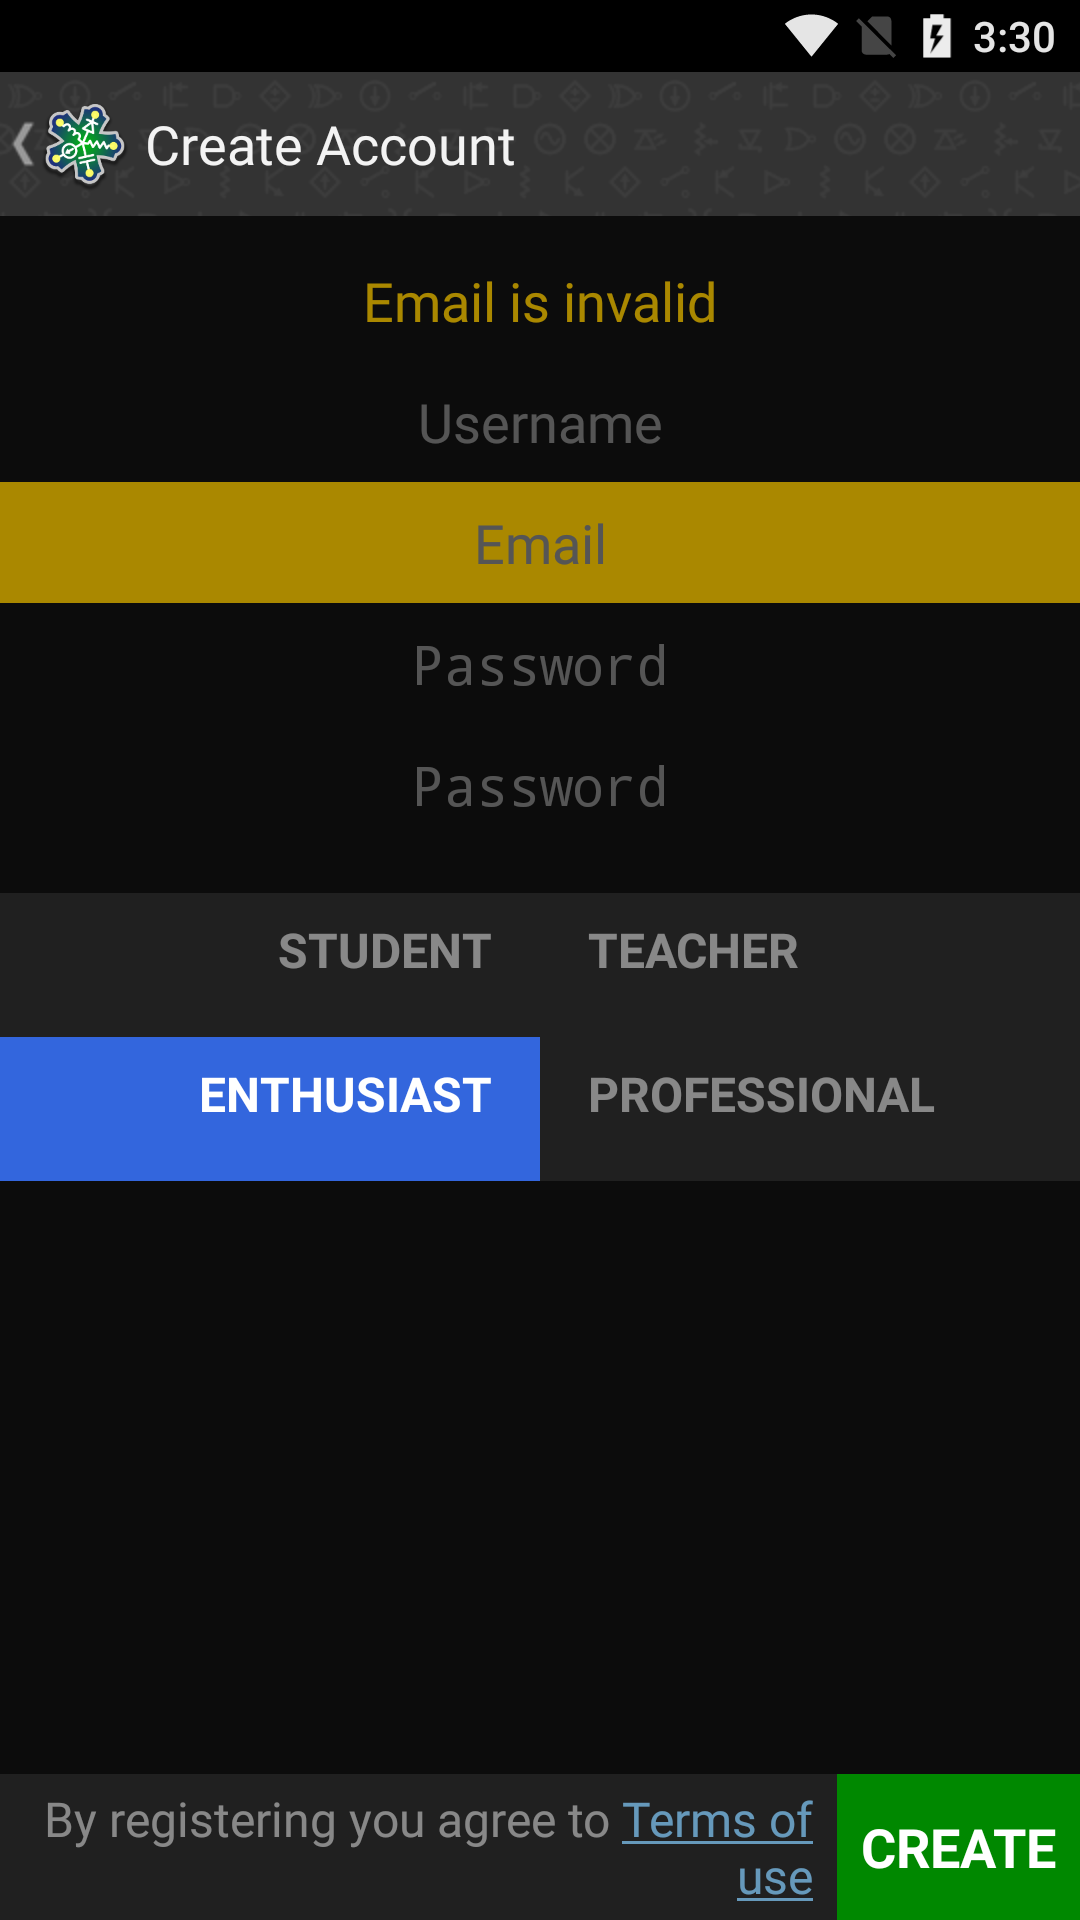 3:30
Create Account
Email is invalid
Username
Email
Password
Password
STUDENT TEACHER
ENTHUSIAST PROFESSIONAL
By registering you agree to Terms of
use
CREATE